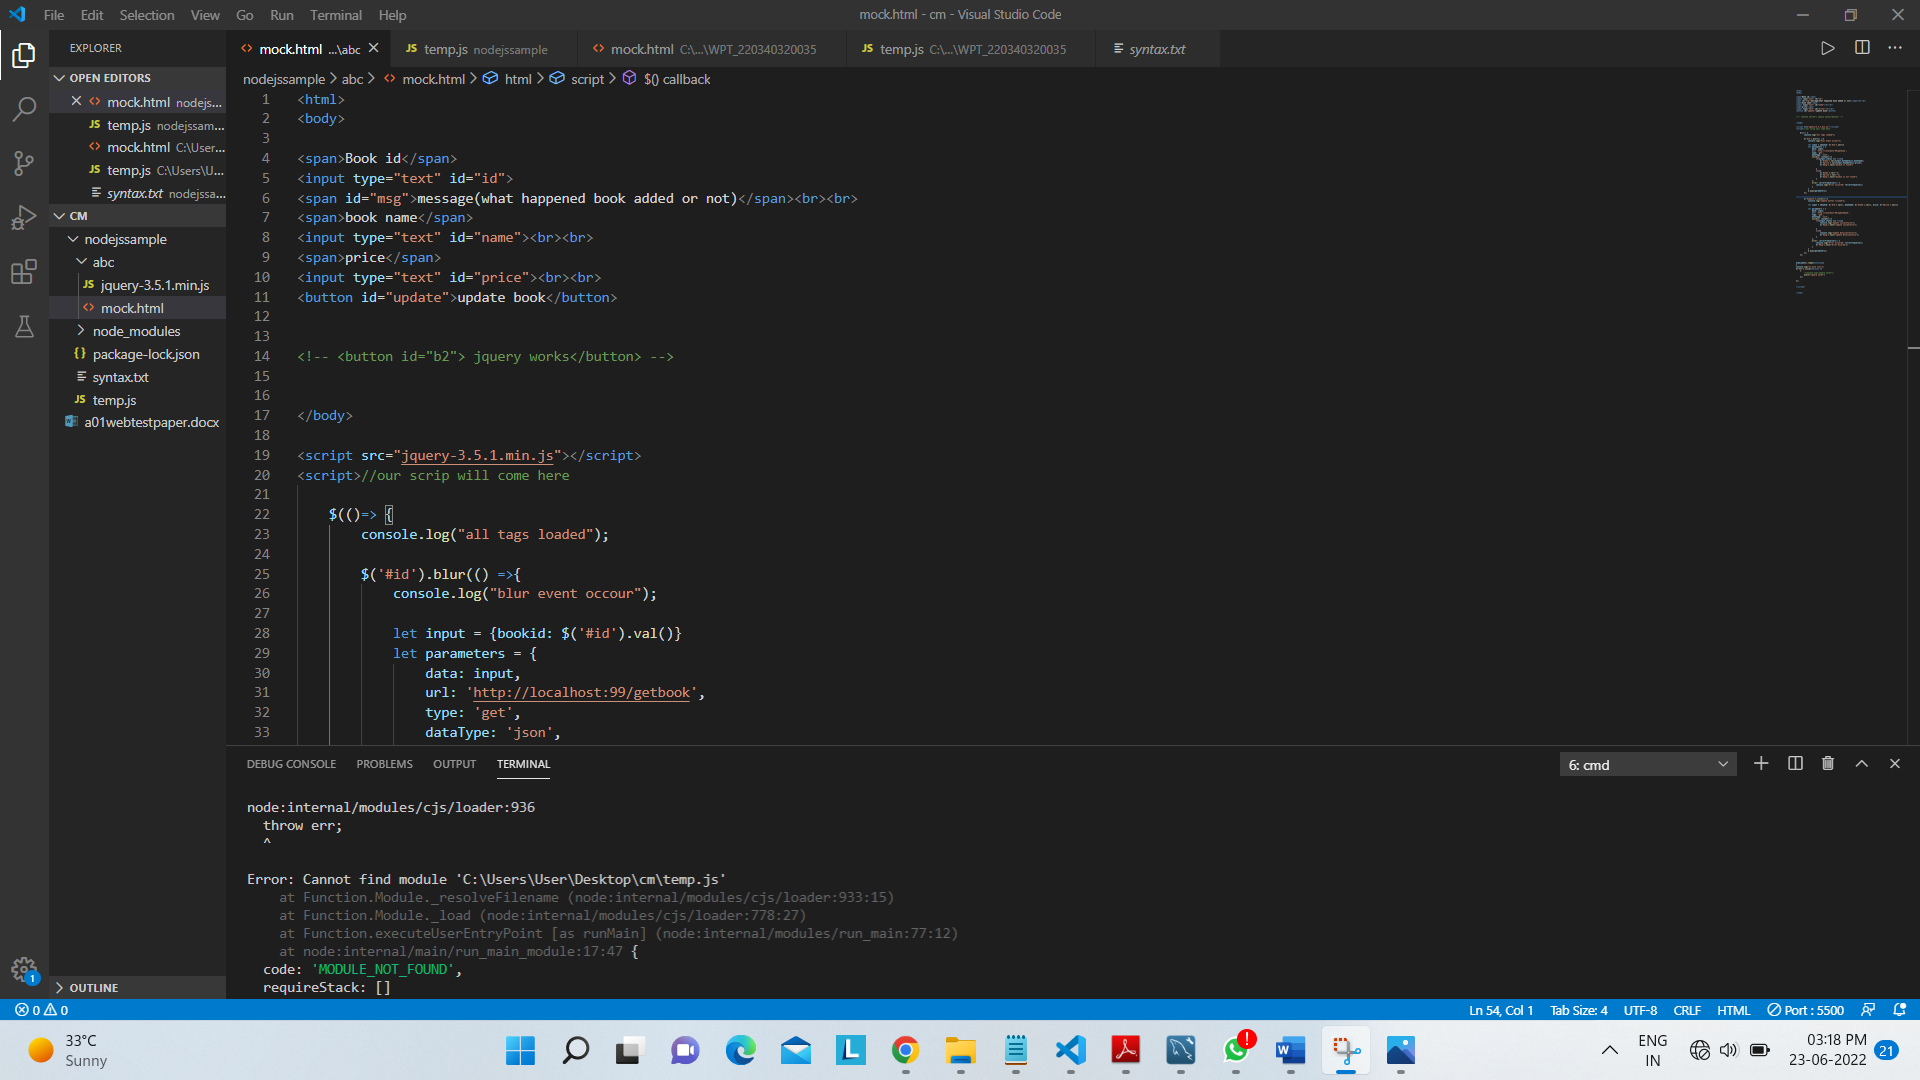 File Edit Selection View Go Run Terminal Help
mock.html - cm - Visual Studio Code
EXPLORER
OPEN EDITORS
mock.html nodejs...
temp.js nodejssam...
mock.html C:\User...
temp.js C:\Users\U...
syntax.txt nodejssa...
CM
nodejssample
abc
jquery-3.5.1.min.js
mock.html
node_modules
package-lock.json
syntax.txt
temp.js
a01webtestpaper.docx
OUTLINE
mock.html ...\abc
temp.js nodejssample
mock.html C:\...\WPT_220340320035
temp.js C:\...\WPT_220340320035
syntax.txt
nodejssample > abc > mock.html > html > script > $() callback
1 <html>
2 <body>
3
4 <span>Book id</span>
5 <input type="text" id="id">
6 <span id="msg">message(what happened book added or not)</span><br><br>
7 <span>book name</span>
8 <input type="text" id="name"><br><br>
9 <span>price</span>
10 <input type="text" id="price"><br><br>
11 <button id="update">update book</button>
12
13
14 <!-- <button id="b2"> jquery works</button> -->
15
16
17 </body>
18
19 <script src="jquery-3.5.1.min.js"></script>
20 <script>//our scrip will come here
21
22 $(()=> {
23 console.log("all tags loaded");
24
25 $('#id').blur(() =>{
26 console.log("blur event occour");
27
28 let input = {bookid: $('#id').val()}
29 let parameters = {
30 data: input,
31 url: 'http://localhost:99/getbook',
32 type: 'get',
33 dataType: 'json',
DEBUG CONSOLE PROBLEMS OUTPUT TERMINAL
6: cmd
node:internal/modules/cjs/loader:936
throw err;
^
Error: Cannot find module 'C:\Users\User\Desktop\cm\temp.js'
at Function.Module._resolveFilename (node:internal/modules/cjs/loader:933:15)
at Function.Module._load (node:internal/modules/cjs/loader:778:27)
at Function.executeUserEntryPoint [as runMain] (node:internal/modules/run_main:77:12)
at node:internal/main/run_main_module:17:47 {
code: 'MODULE_NOT_FOUND',
requireStack: []
1
0 0
Ln 54, Col 1 Tab Size: 4 UTF-8 CRLF HTML Port : 5500
33°C
Sunny
ENG
IN
03:18 PM
23-06-2022
21